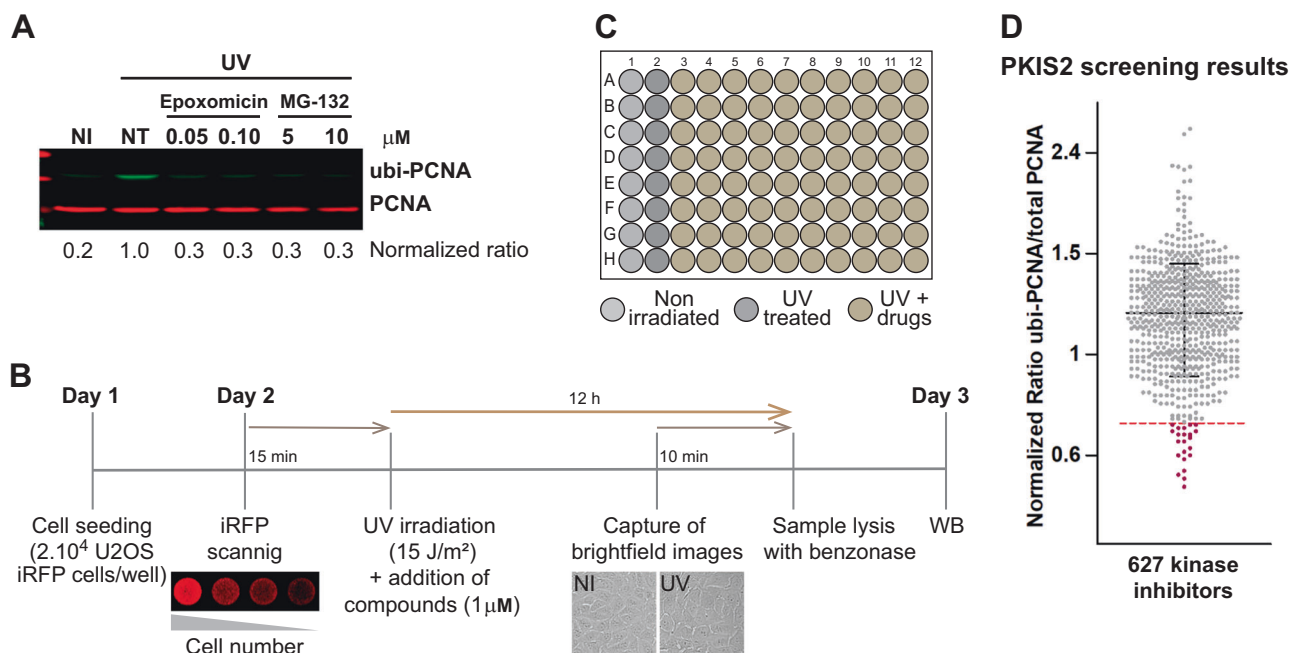 A
UV
Epoxomicin MG-132
NI NT 0.05 0.10 5 10 µM
ubi-PCNA
PCNA
0.2 1.0 0.3 0.3 0.3 0.3 Normalized ratio
B
Day 1 Day 2 Day 3
12 h
15 min 10 min
Cell seeding
(2.10⁴ U2OS
iRFP cells/well)
iRFP
scannig
Cell number
UV irradiation
(15 J/m²)
+ addition of
compounds (1µM)
Capture of
brightfield images
NI UV
Sample lysis
with benzonase
WB
C
1 2 3 4 5 6 7 8 9 10 11 12
A
B
C
D
E
F
G
H
Non
irradiated
UV
treated
UV +
drugs
D
PKIS2 screening results
Normalized Ratio ubi-PCNA/total PCNA
2.4
1.5
1
0.6
627 kinase
inhibitors